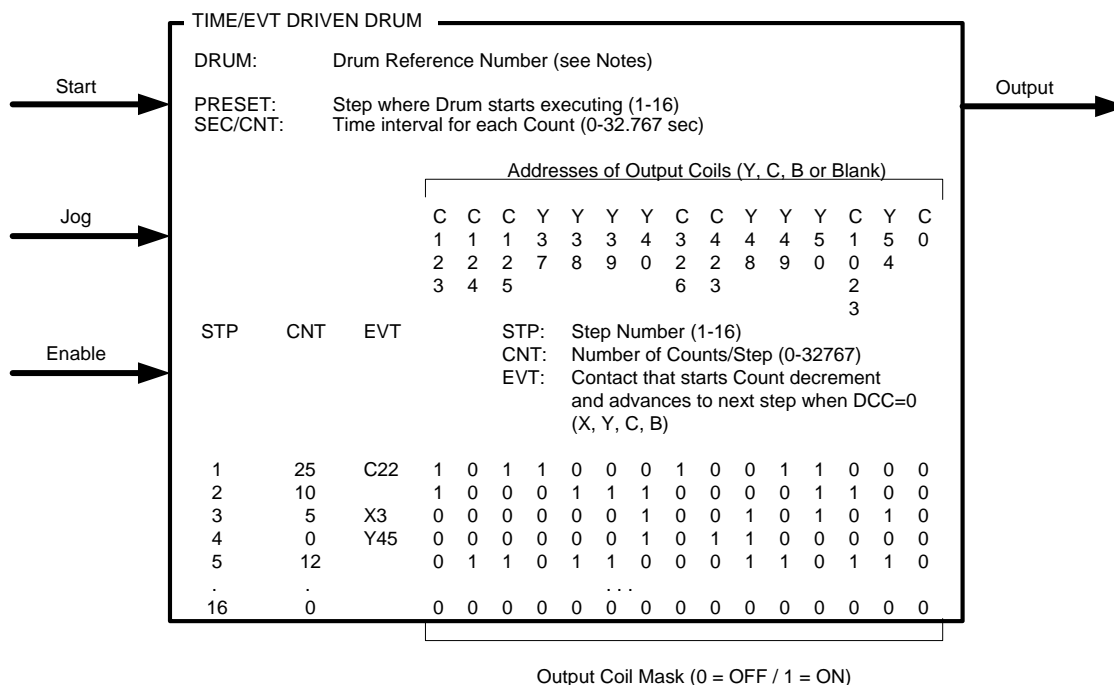 TIME/EVT DRIVEN DRUM
DRUM: Drum Reference Number (see Notes)
Start
Output
PRESET: Step where Drum starts executing (1-16)
SEC/CNT: Time interval for each Count (0-32.767 sec)
Addresses of Output Coils (Y, C, B or Blank)
Jog
C C C Y Y Y Y C C Y Y Y C Y C
1 1 1 3 3 3 4 3 4 4 4 5 1 5 0
2 2 2 7 8 9 0 2 2 8 9 0 0 4
3 4 5 6 3 2
3
STP CNT EVT
STP: Step Number (1-16)
Enable
CNT: Number of Counts/Step (0-32767)
EVT: Contact that starts Count decrement
and advances to next step when DCC=0
(X, Y, C, B)
1 25 C22 1 0 1 1 0 0 0 1 0 0 1 1 0 0 0
2 10 1 0 0 0 1 1 1 0 0 0 0 1 1 0 0
3 5 X3 0 0 0 0 0 0 1 0 0 1 0 1 0 1 0
4 0 Y45 0 0 0 0 0 0 1 0 1 1 0 0 0 0 0
5 12 0 1 1 0 1 1 0 0 0 1 1 0 1 1 0
. . . . .
16 0 0 0 0 0 0 0 0 0 0 0 0 0 0 0 0
Output Coil Mask (0 = OFF / 1 = ON)